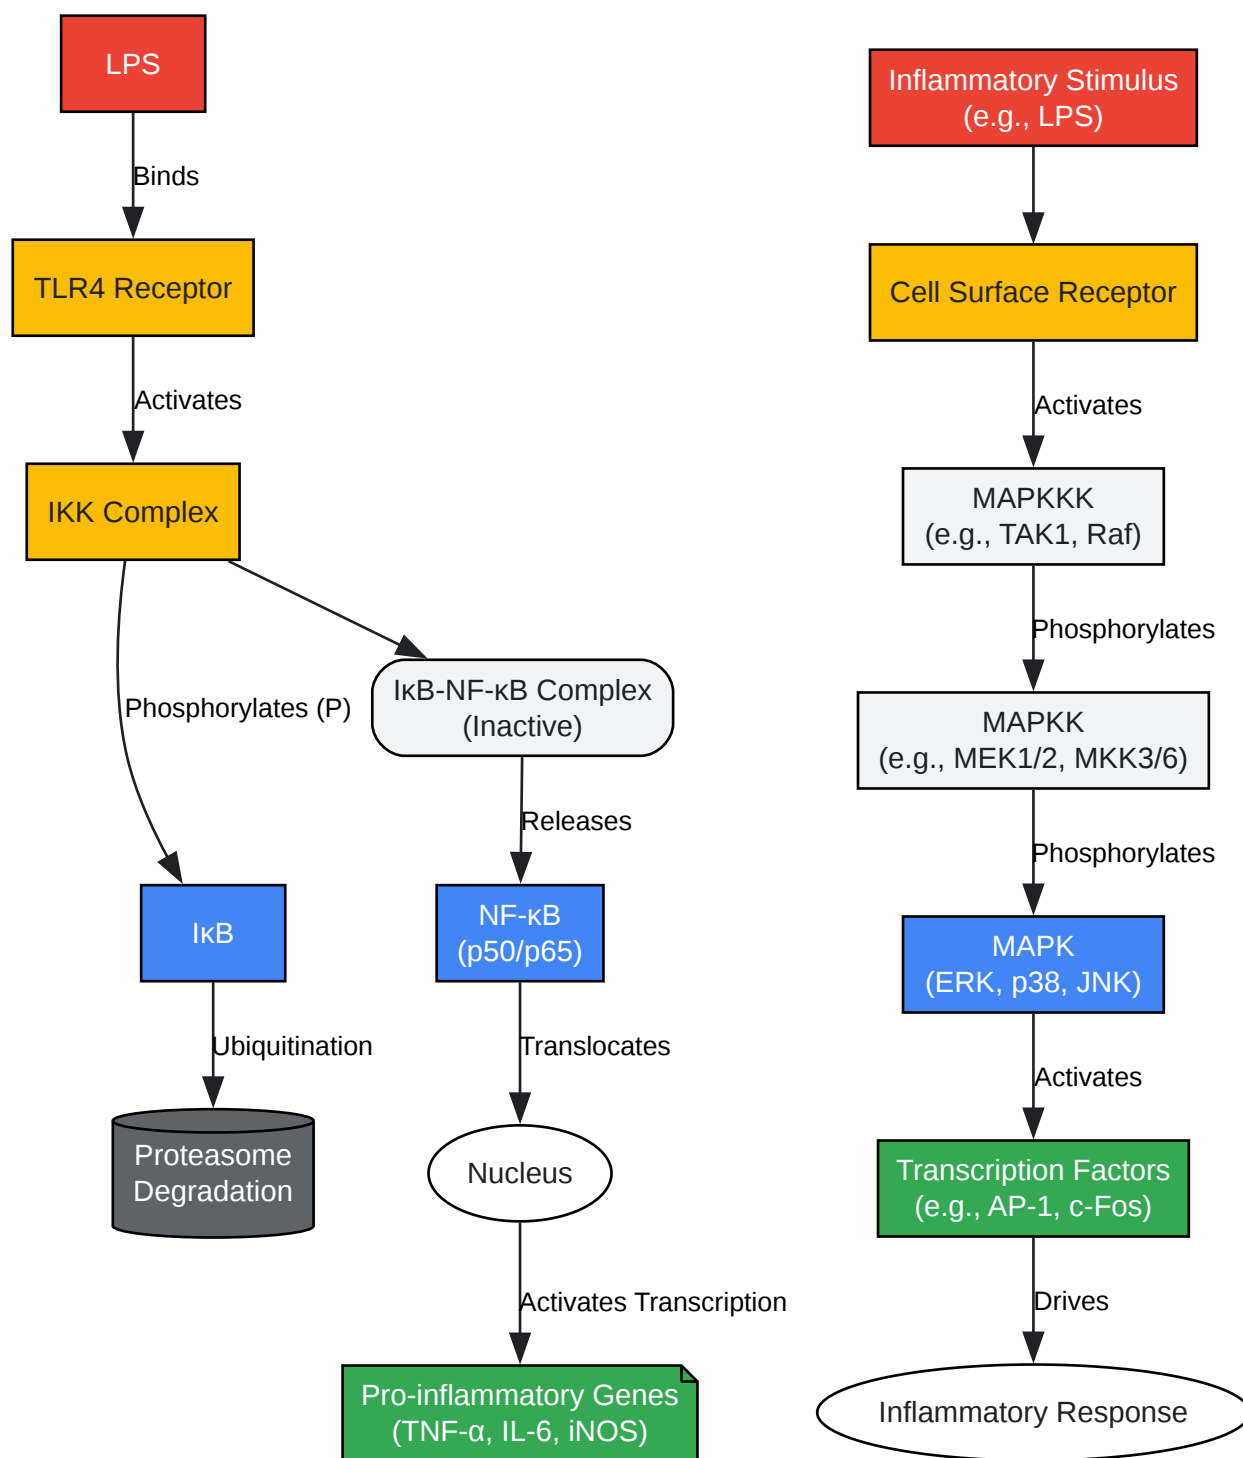 LPS
Binds
TLR4 Receptor
Activates
IKK Complex
Phosphorylates (P)
IκB-NF-κB Complex
(Inactive)
Releases
IκB
NF-κB
(p50/p65)
Ubiquitination
Translocates
Proteasome
Degradation
Nucleus
Activates Transcription
Pro-inflammatory Genes
(TNF-α, IL-6, iNOS)
Inflammatory Stimulus
(e.g., LPS)
Cell Surface Receptor
Activates
MAPKKK
(e.g., TAK1, Raf)
Phosphorylates
MAPKK
(e.g., MEK1/2, MKK3/6)
Phosphorylates
MAPK
(ERK, p38, JNK)
Activates
Transcription Factors
(e.g., AP-1, c-Fos)
Drives
Inflammatory Response